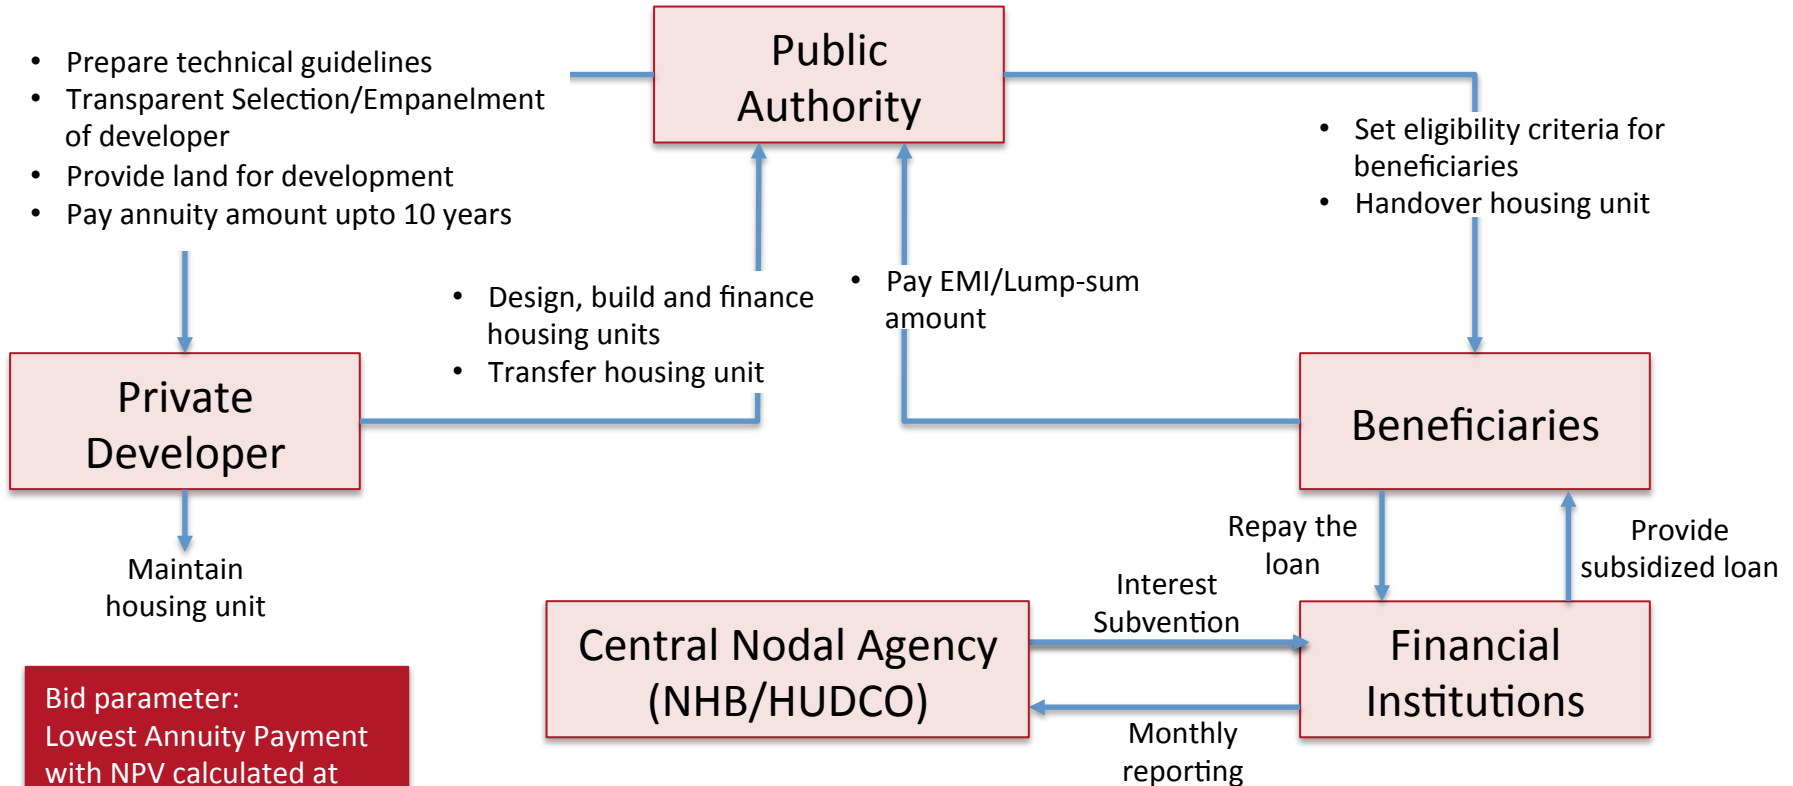 Public
Authority
• Prepare technical guidelines
• Transparent Selection/Empanelment
of developer
• Provide land for development
• Pay annuity amount upto 10 years
• Set eligibility criteria for
beneficiaries
• Handover housing unit
• Design, build and finance
housing units
• Transfer housing unit
• Pay EMI/Lump-sum
amount
Private
Developer
Beneficiaries
Maintain
housing unit
Repay the
loan
Provide
subsidized loan
Interest
Subvention
Central Nodal Agency
(NHB/HUDCO)
Financial
Institutions
Monthly
reporting
Bid parameter:
Lowest Annuity Payment
with NPV calculated at